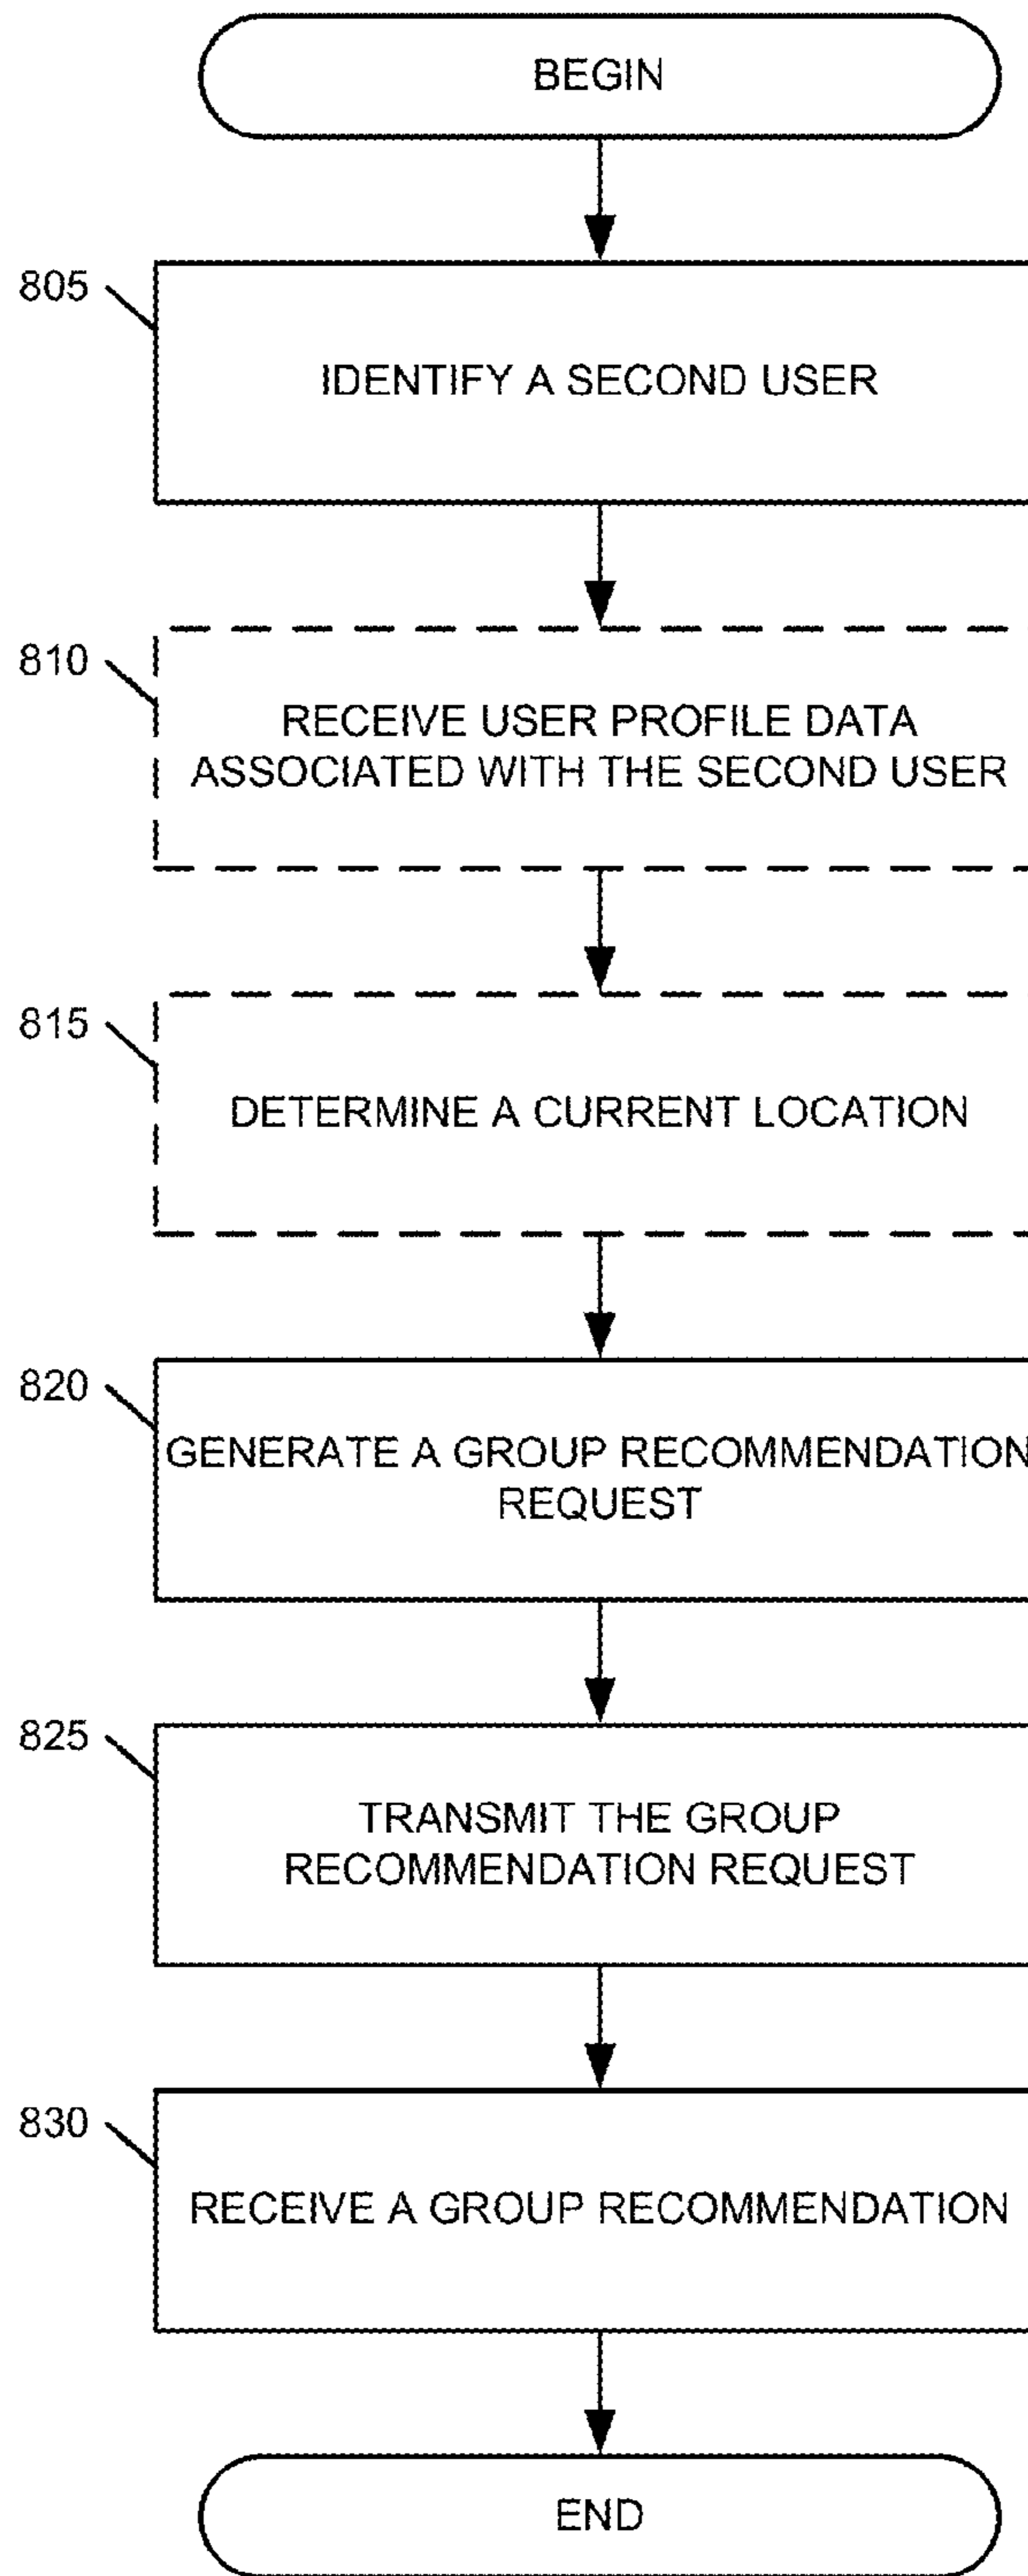 BEGIN
805
IDENTIFY A SECOND USER
810
RECEIVE USER PROFILE DATA
ASSOCIATED WITH THE SECOND USER
815
DETERMINE A CURRENT LOCATION
820
GENERATE A GROUP RECOMMENDATION
REQUEST
825
TRANSMIT THE GROUP
RECOMMENDATION REQUEST
830
RECEIVE A GROUP RECOMMENDATION
END